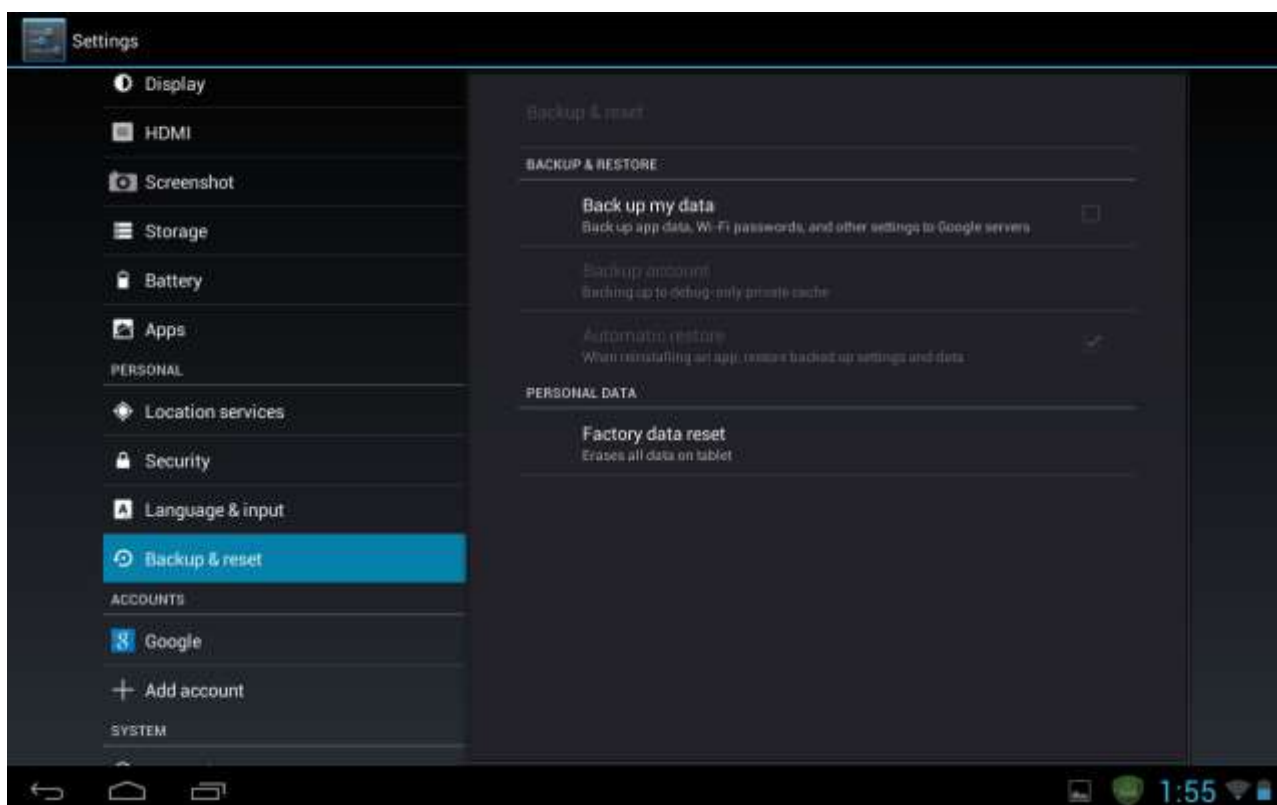 Settings
Display
HDMI
Screenshot
Storage
Battery
Apps
PERSONAL
Location services
Security
Language & input
Backup & reset
ACCOUNTS
Google
Add account
SYSTEM
Backup & reset
BACKUP & RESTORE
Back up my data
Back up app data, Wi-Fi passwords, and other settings to Google servers
Backup account
Backing up to debug-only private cache
Automatic restore
When reinstalling an app, restore backed up settings and data
PERSONAL DATA
Factory data reset
Erases all data on tablet
1:55